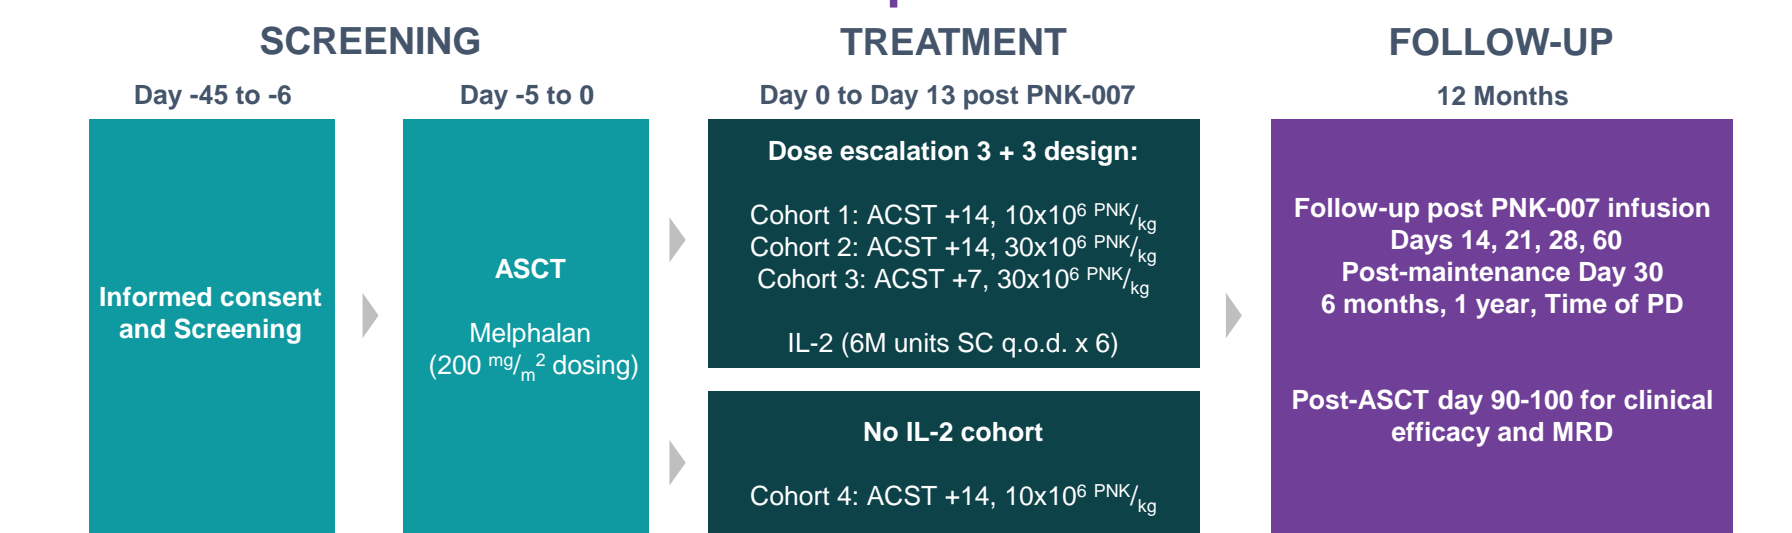 SCREENING
TREATMENT
FOLLOW-UP
Day -45 to -6
Day -5 to 0
Day 0 to Day 13 post PNK-007
12 Months
Informed consent
and Screening
ASCT
Melphalan
(200 mg/m2 dosing)
Dose escalation 3 + 3 design:
Cohort 1: ACST +14, 10x106 PNK/kg
Cohort 2: ACST +14, 30x106 PNK/kg
Cohort 3: ACST +7, 30x106 PNK/kg
IL-2 (6M units SC q.o.d. x 6)
No IL-2 cohort
Cohort 4: ACST +14, 10x106 PNK/kg
Follow-up post PNK-007 infusion
Days 14, 21, 28, 60
Post-maintenance Day 30
6 months, 1 year, Time of PD
Post-ASCT day 90-100 for clinical
efficacy and MRD